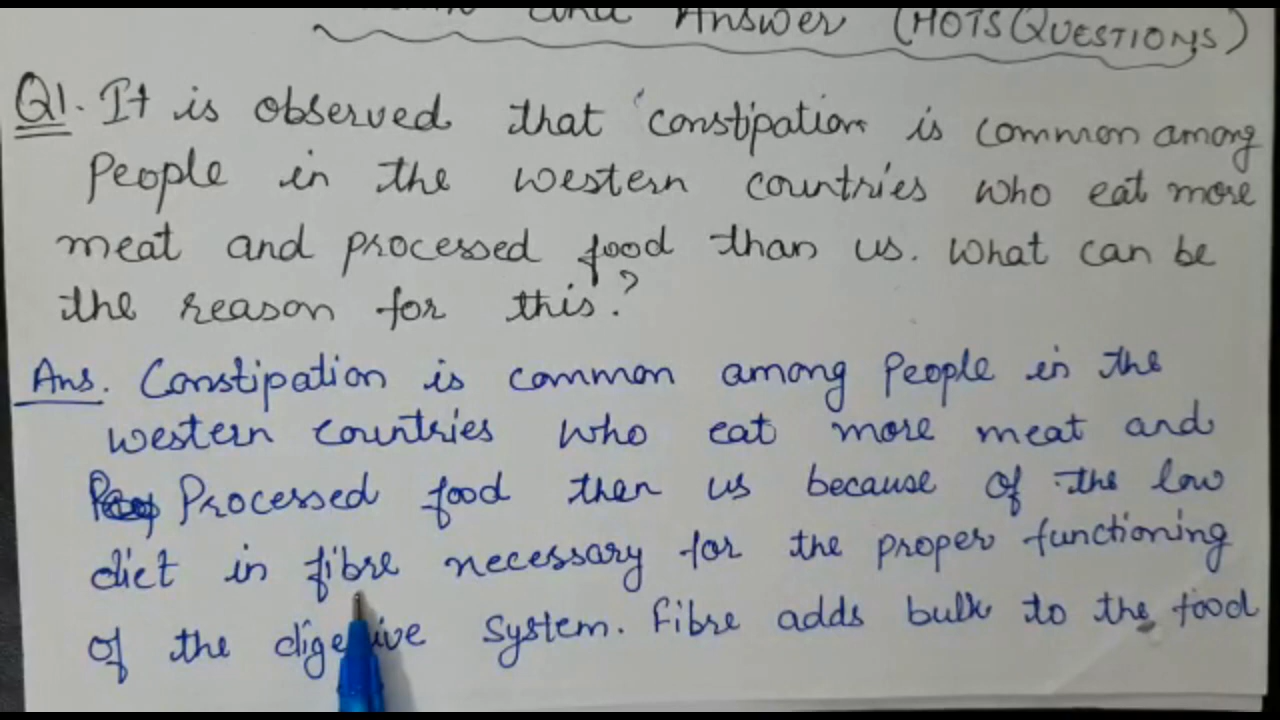 and Answer (HOTS QUESTIONS)
Q1. It is observed that constipation is common among
People in the western countries who eat more
meat and processed food than us. What can be
the reason for this?
Ans. Constipation is common among People in the
western countries who eat more meat and
Processed food than us because of the low
diet in fibre necessary for the proper functioning
of the digestive system. Fibre adds bulk to the food